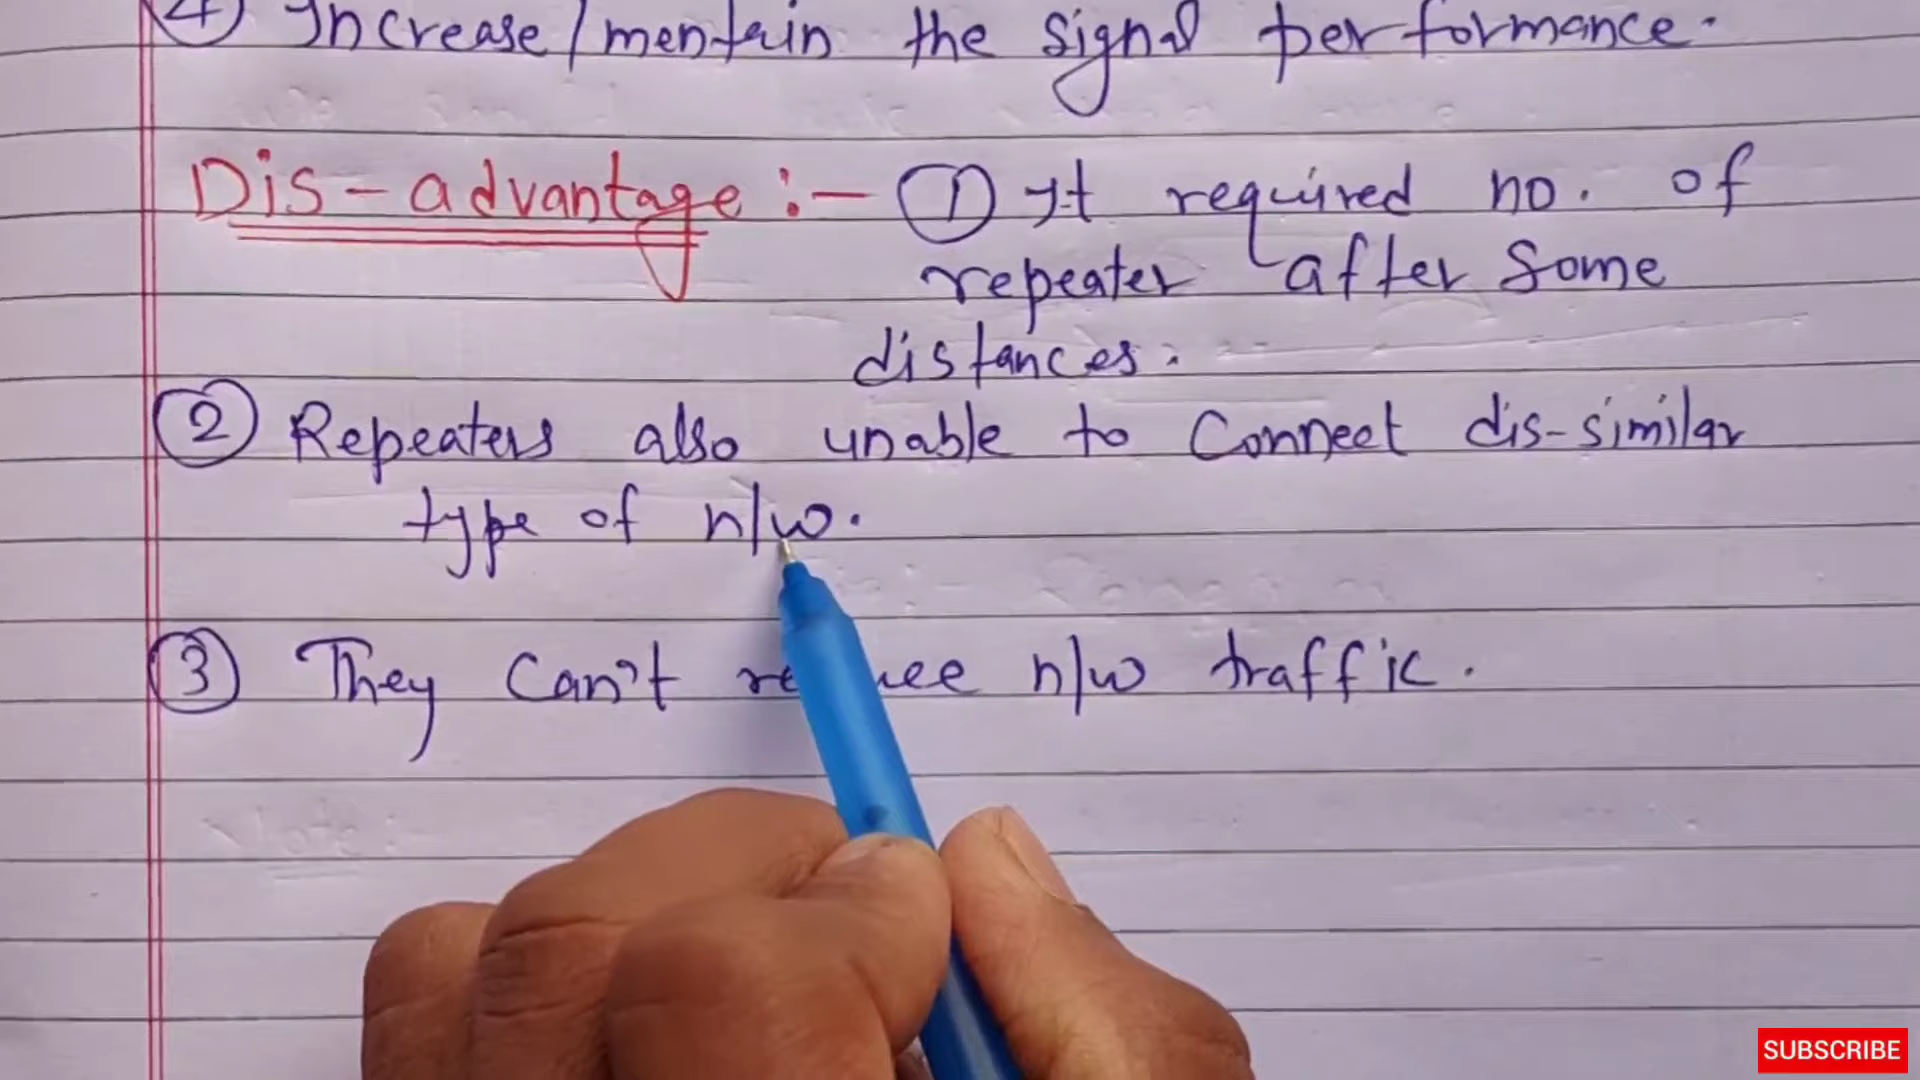 ④ Increase/mentain the signal performance.
Dis-advantage :- ① It required no. of
repeater after some
distances.
② Repeaters also unable to Connect dis-similar
type of n/w.
③ They Can't n/w traffic.
SUBSCRIBE